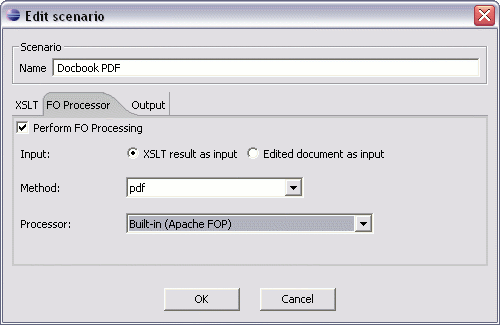 Edit scenario
Scenario
Name Docbook PDF
XSLT FO Processor Output
Perform FO Processing
Input: XSLT result as input Edited document as input
Method: pdf
Processor: Built-in (Apache FOP)
OK Cancel